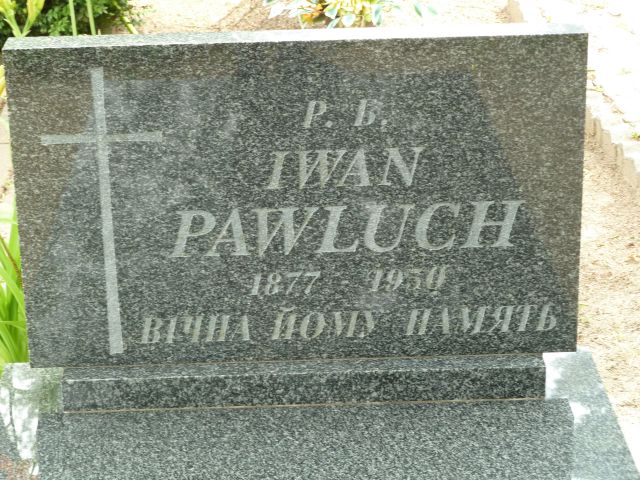 Р. Б.
IWAN
PAWLUCH
1877 - 1950
ВІЧНА ЙОМУ ПАМЯТЬ